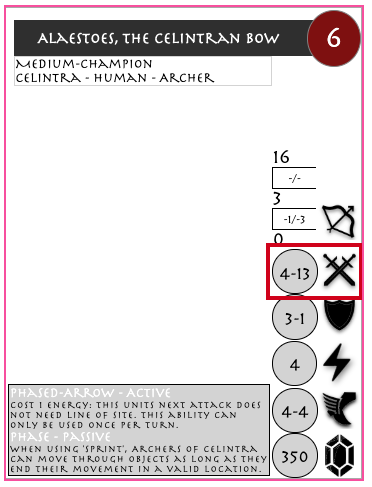 Alaestoes, the Celintran Bow
6
Medium-Champion
Celintra - Human - Archer
16
-/-
3
-1/-3
0
4-13
3-1
4
4-4
350
Phased-Arrow - Active
Cost 1 Energy: This units next attack does
not need line of site. This ability can
only be used once per turn.
Phase - Passive
When using 'Sprint', Archers of Celintra
can move through objects as long as they
end their movement in a valid location.